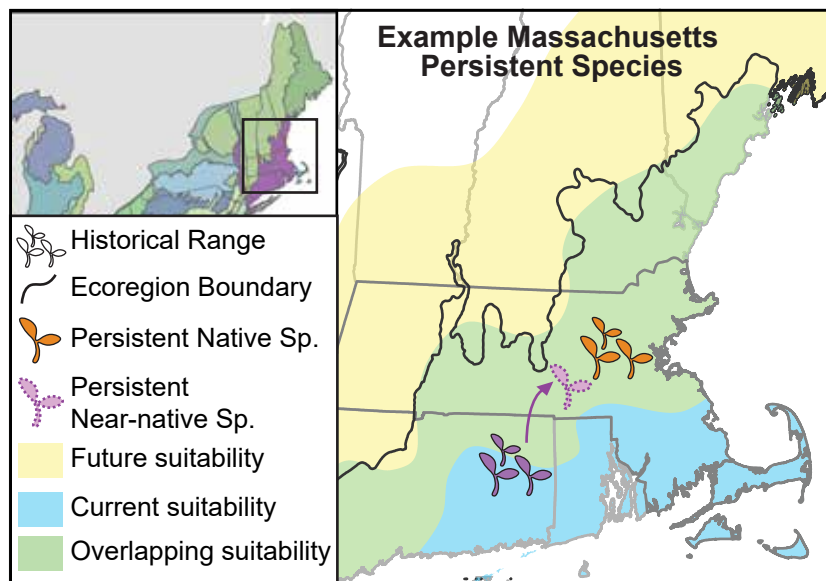 Example Massachusetts
Persistent Species
Historical Range
Ecoregion Boundary
Persistent Native Sp.
Persistent
Near-native Sp.
Future suitability
Current suitability
Overlapping suitability